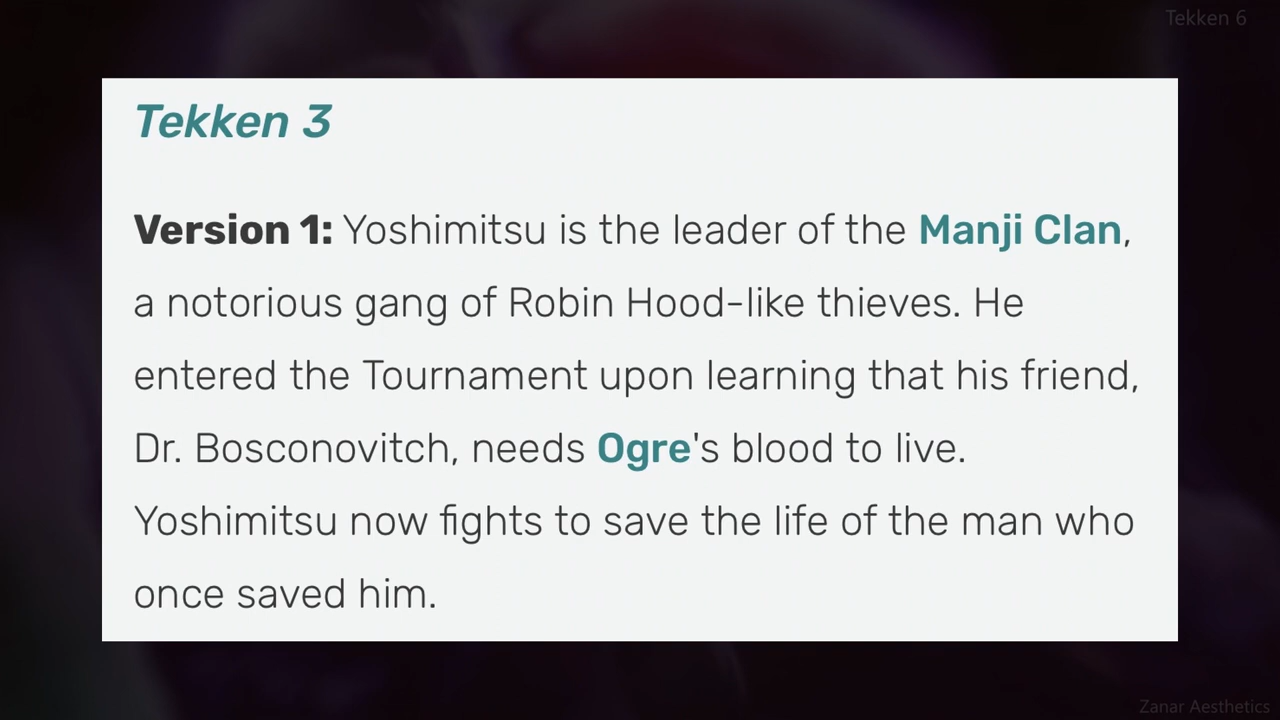 Tekken 6
Tekken 3
Version 1: Yoshimitsu is the leader of the Manji Clan,
a notorious gang of Robin Hood-like thieves. He
entered the Tournament upon learning that his friend,
Dr. Bosconovitch, needs Ogre's blood to live.
Yoshimitsu now fights to save the life of the man who
once saved him.
Zanar Aesthetics